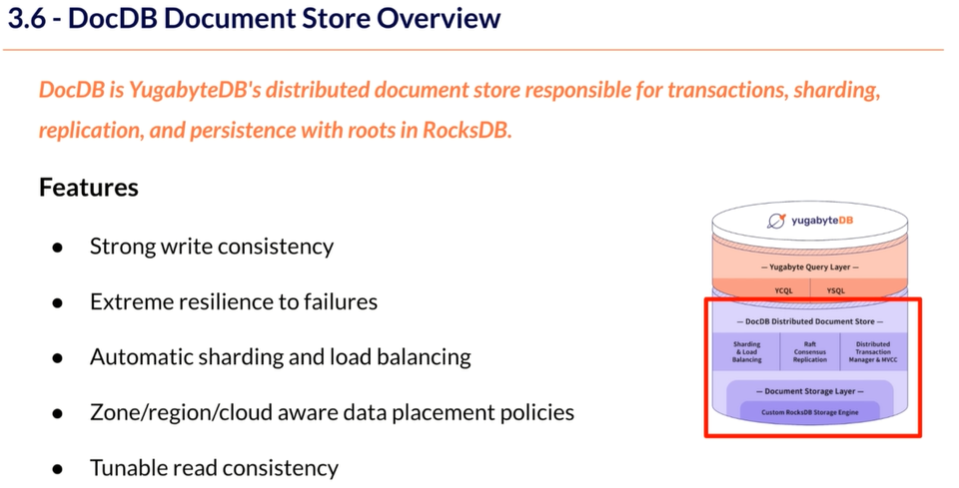 3.6 - DocDB Document Store Overview
DocDB is YugabyteDB's distributed document store responsible for transactions, sharding,
replication, and persistence with roots in RocksDB.
Features
● Strong write consistency
● Extreme resilience to failures
● Automatic sharding and load balancing
● Zone/region/cloud aware data placement policies
● Tunable read consistency
yugabyteDB
— Yugabyte Query Layer —
YCQL YSQL
— DocDB Distributed Document Store —
Sharding
& Load
Balancing
Raft
Consensus
Replication
Distributed
Transaction
Manager & MVCC
— Document Storage Layer —
Custom RocksDB Storage Engine